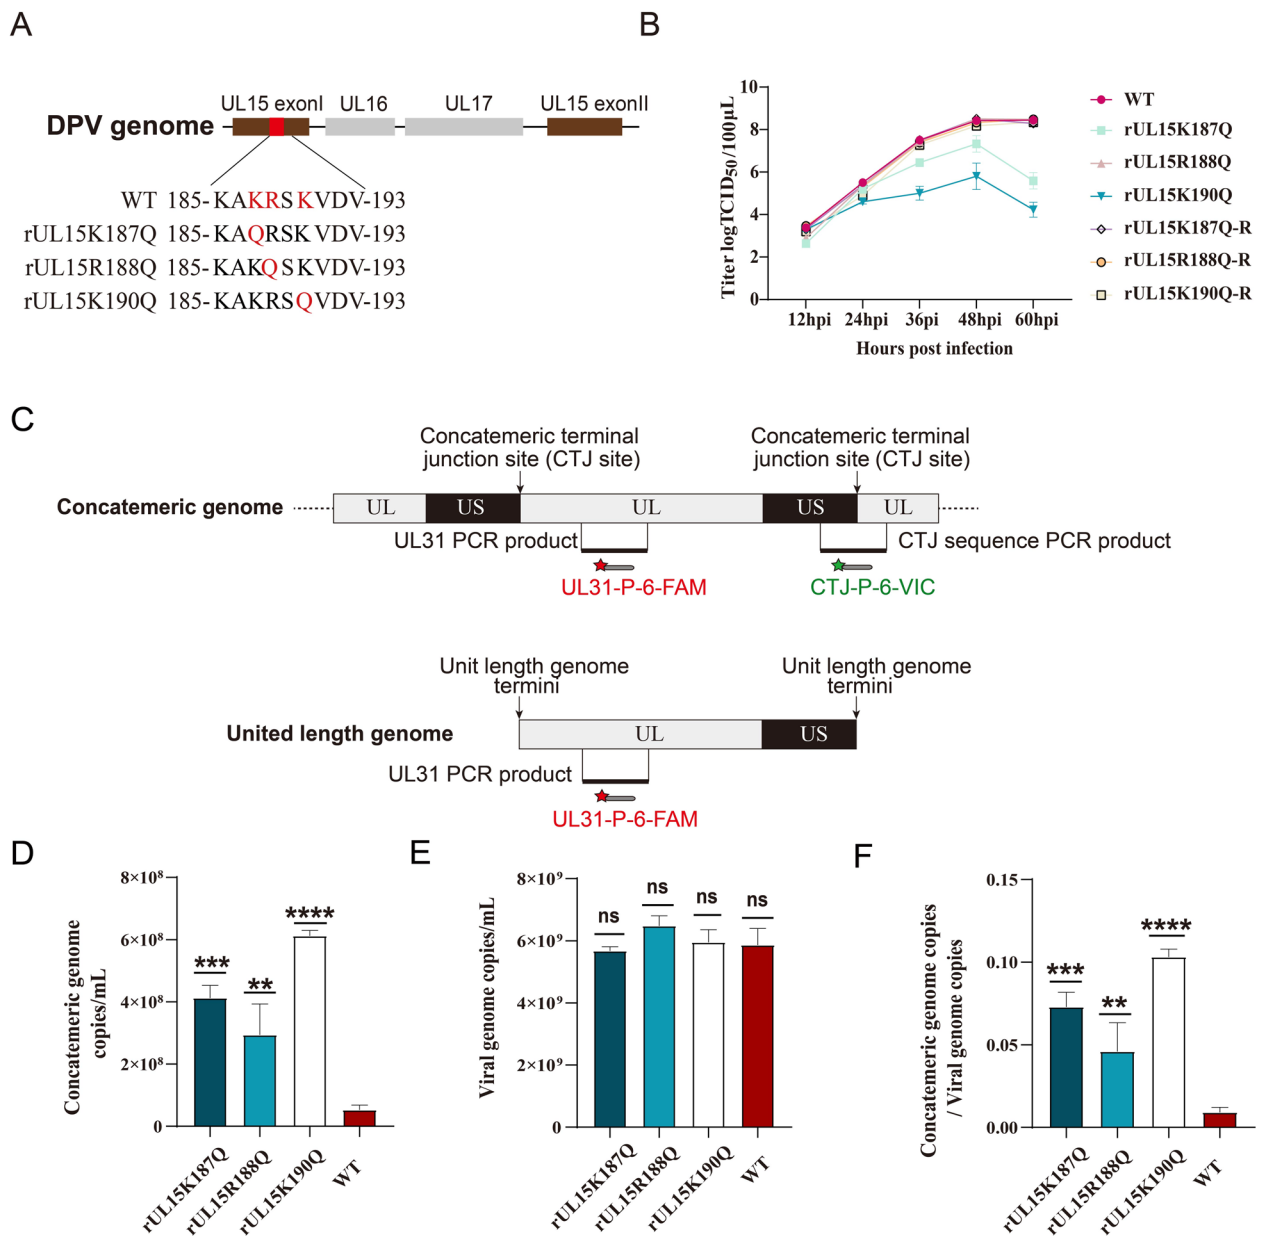 A
UL15 exonI UL16 UL17 UL15 exonII
DPV genome
WT 185- KAKRSKVDV-193
rUL15K187Q 185- KAQRSKVDV-193
rUL15R188Q 185- KAKQSKVDV-193
rUL15K190Q 185- KAKRSQVDV-193
B
Titer logTCID50/100μL
10
8
6
4
2
0
12hpi 24hpi 36pi 48hpi 60hpi
Hours post infection
WT
rUL15K187Q
rUL15R188Q
rUL15K190Q
rUL15K187Q-R
rUL15R188Q-R
rUL15K190Q-R
C
Concatemeric terminal
junction site (CTJ site)
Concatemeric terminal
junction site (CTJ site)
Concatemeric genome
UL US UL US UL
UL31 PCR product
CTJ sequence PCR product
UL31-P-6-FAM
CTJ-P-6-VIC
Unit length genome
termini
Unit length genome
termini
United length genome
UL US
UL31 PCR product
UL31-P-6-FAM
D
Concatemeric genome
copies/mL
8×10⁸
6×10⁸
4×10⁸
2×10⁸
0
***
**
****
rUL15K187Q
rUL15R188Q
rUL15K190Q
WT
E
Viral genome copies/mL
8×10⁹
6×10⁹
4×10⁹
2×10⁹
0
ns
ns
ns
ns
rUL15K187Q
rUL15R188Q
rUL15K190Q
WT
F
Concatemeric genome copies
/ Viral genome copies
0.15
0.10
0.05
0.00
***
**
****
rUL15K187Q
rUL15R188Q
rUL15K190Q
WT